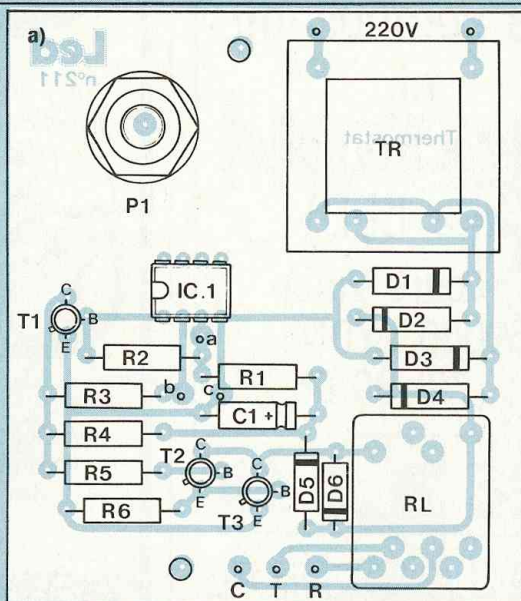 a)
Led
n°211
220V
Thermostat
TR
P1
IC.1
D1
T1
C
B
E
D2
R2
a
D3
R1
R3
b
c
D4
C1 +
R4
T2
C
B
E
R5
C
B
E
T3
D5
D6
RL
R6
C T R